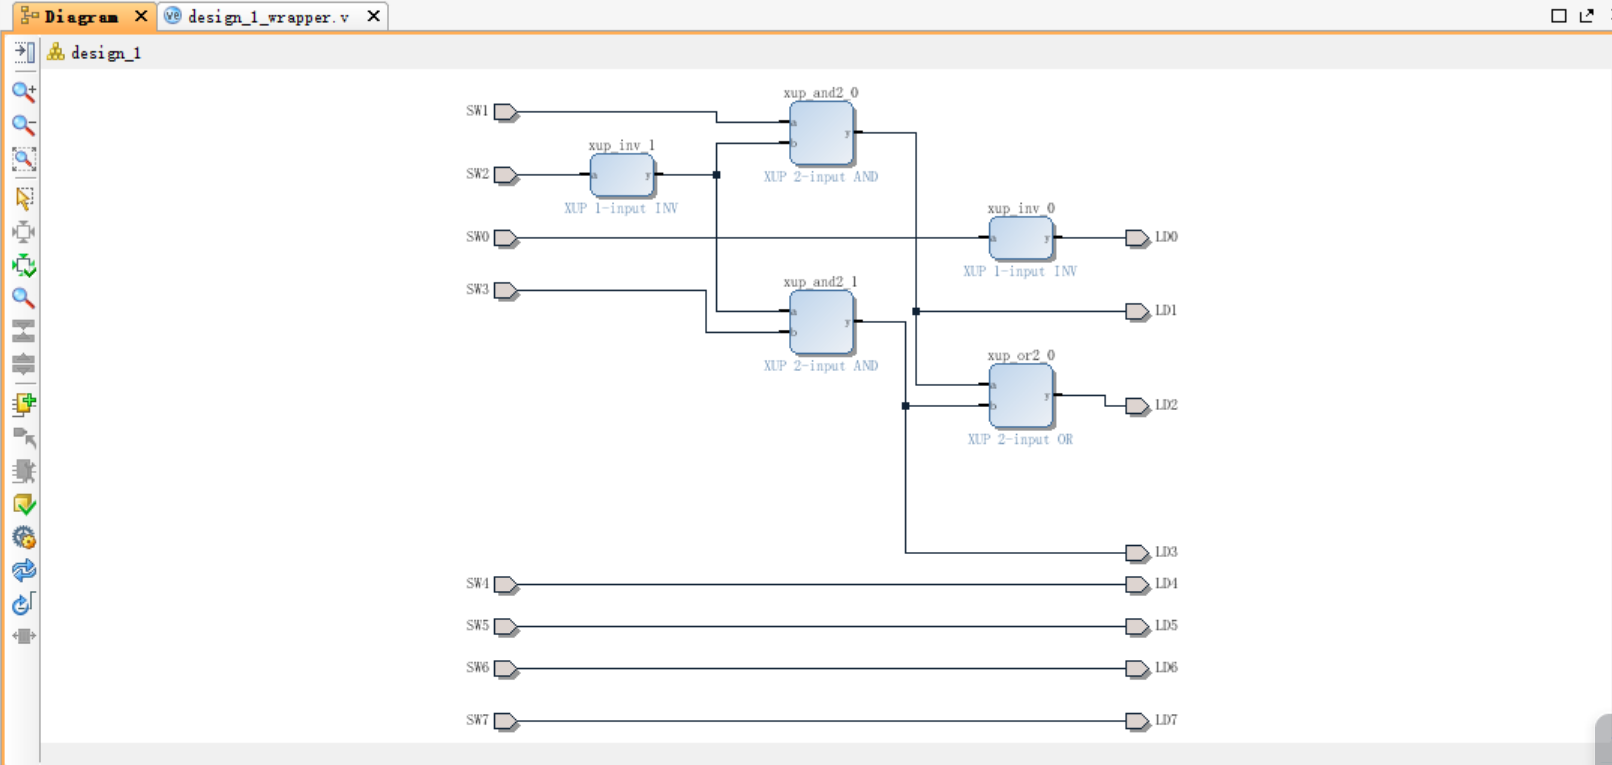 Diagram
design_1_wrapper.v
design_1
xup_and2_0
SW1
a
y
b
xup_inv_1
SW2
a
y
XUP 2-input AND
XUP 1-input INV
xup_inv_0
SW0
a
y
LD0
XUP 1-input INV
xup_and2_1
SW3
a
y
b
LD1
XUP 2-input AND
xup_or2_0
a
y
b
LD2
XUP 2-input OR
LD3
SW4
LD4
SW5
LD5
SW6
LD6
SW7
LD7